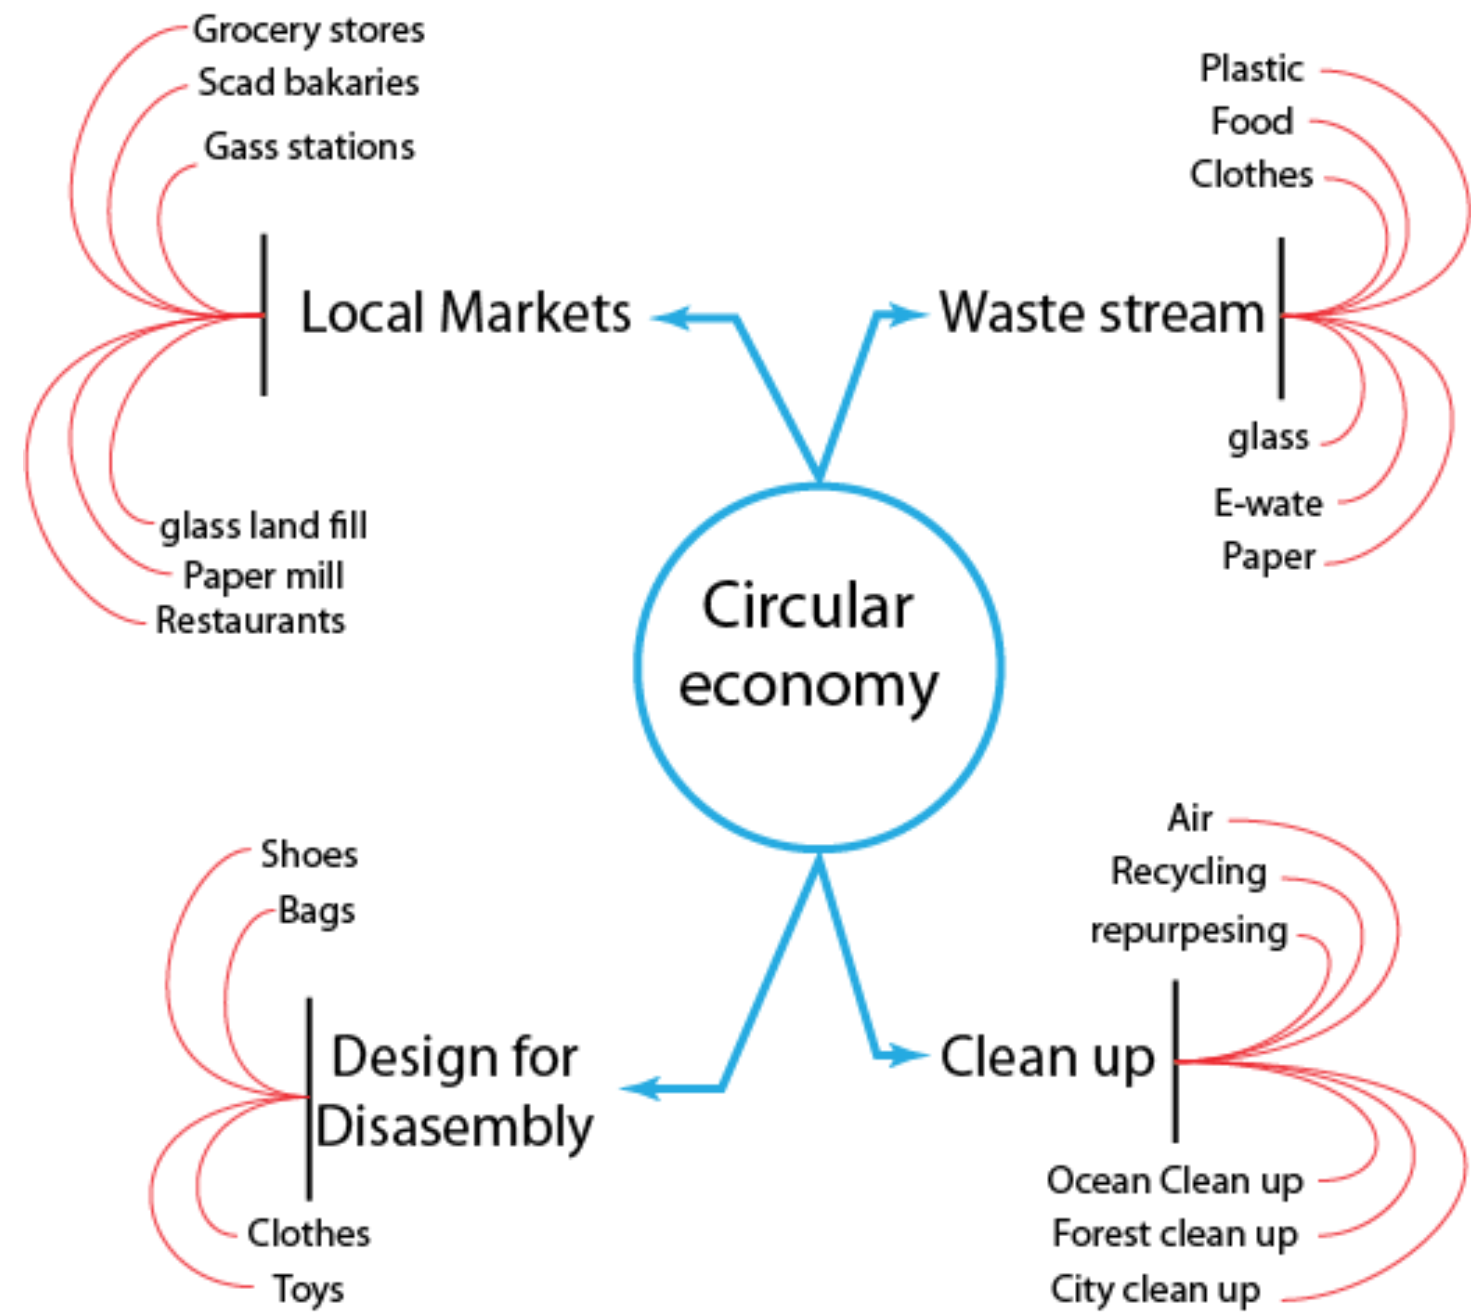 Grocery stores
Scad bakaries
Gass stations
Local Markets
glass land fill
Paper mill
Restaurants
Plastic
Food
Clothes
Waste stream
glass
E-wate
Paper
Circular
economy
Shoes
Bags
Design for
Disasembly
Clothes
Toys
Air
Recycling
repurpesing
Clean up
Ocean Clean up
Forest clean up
City clean up